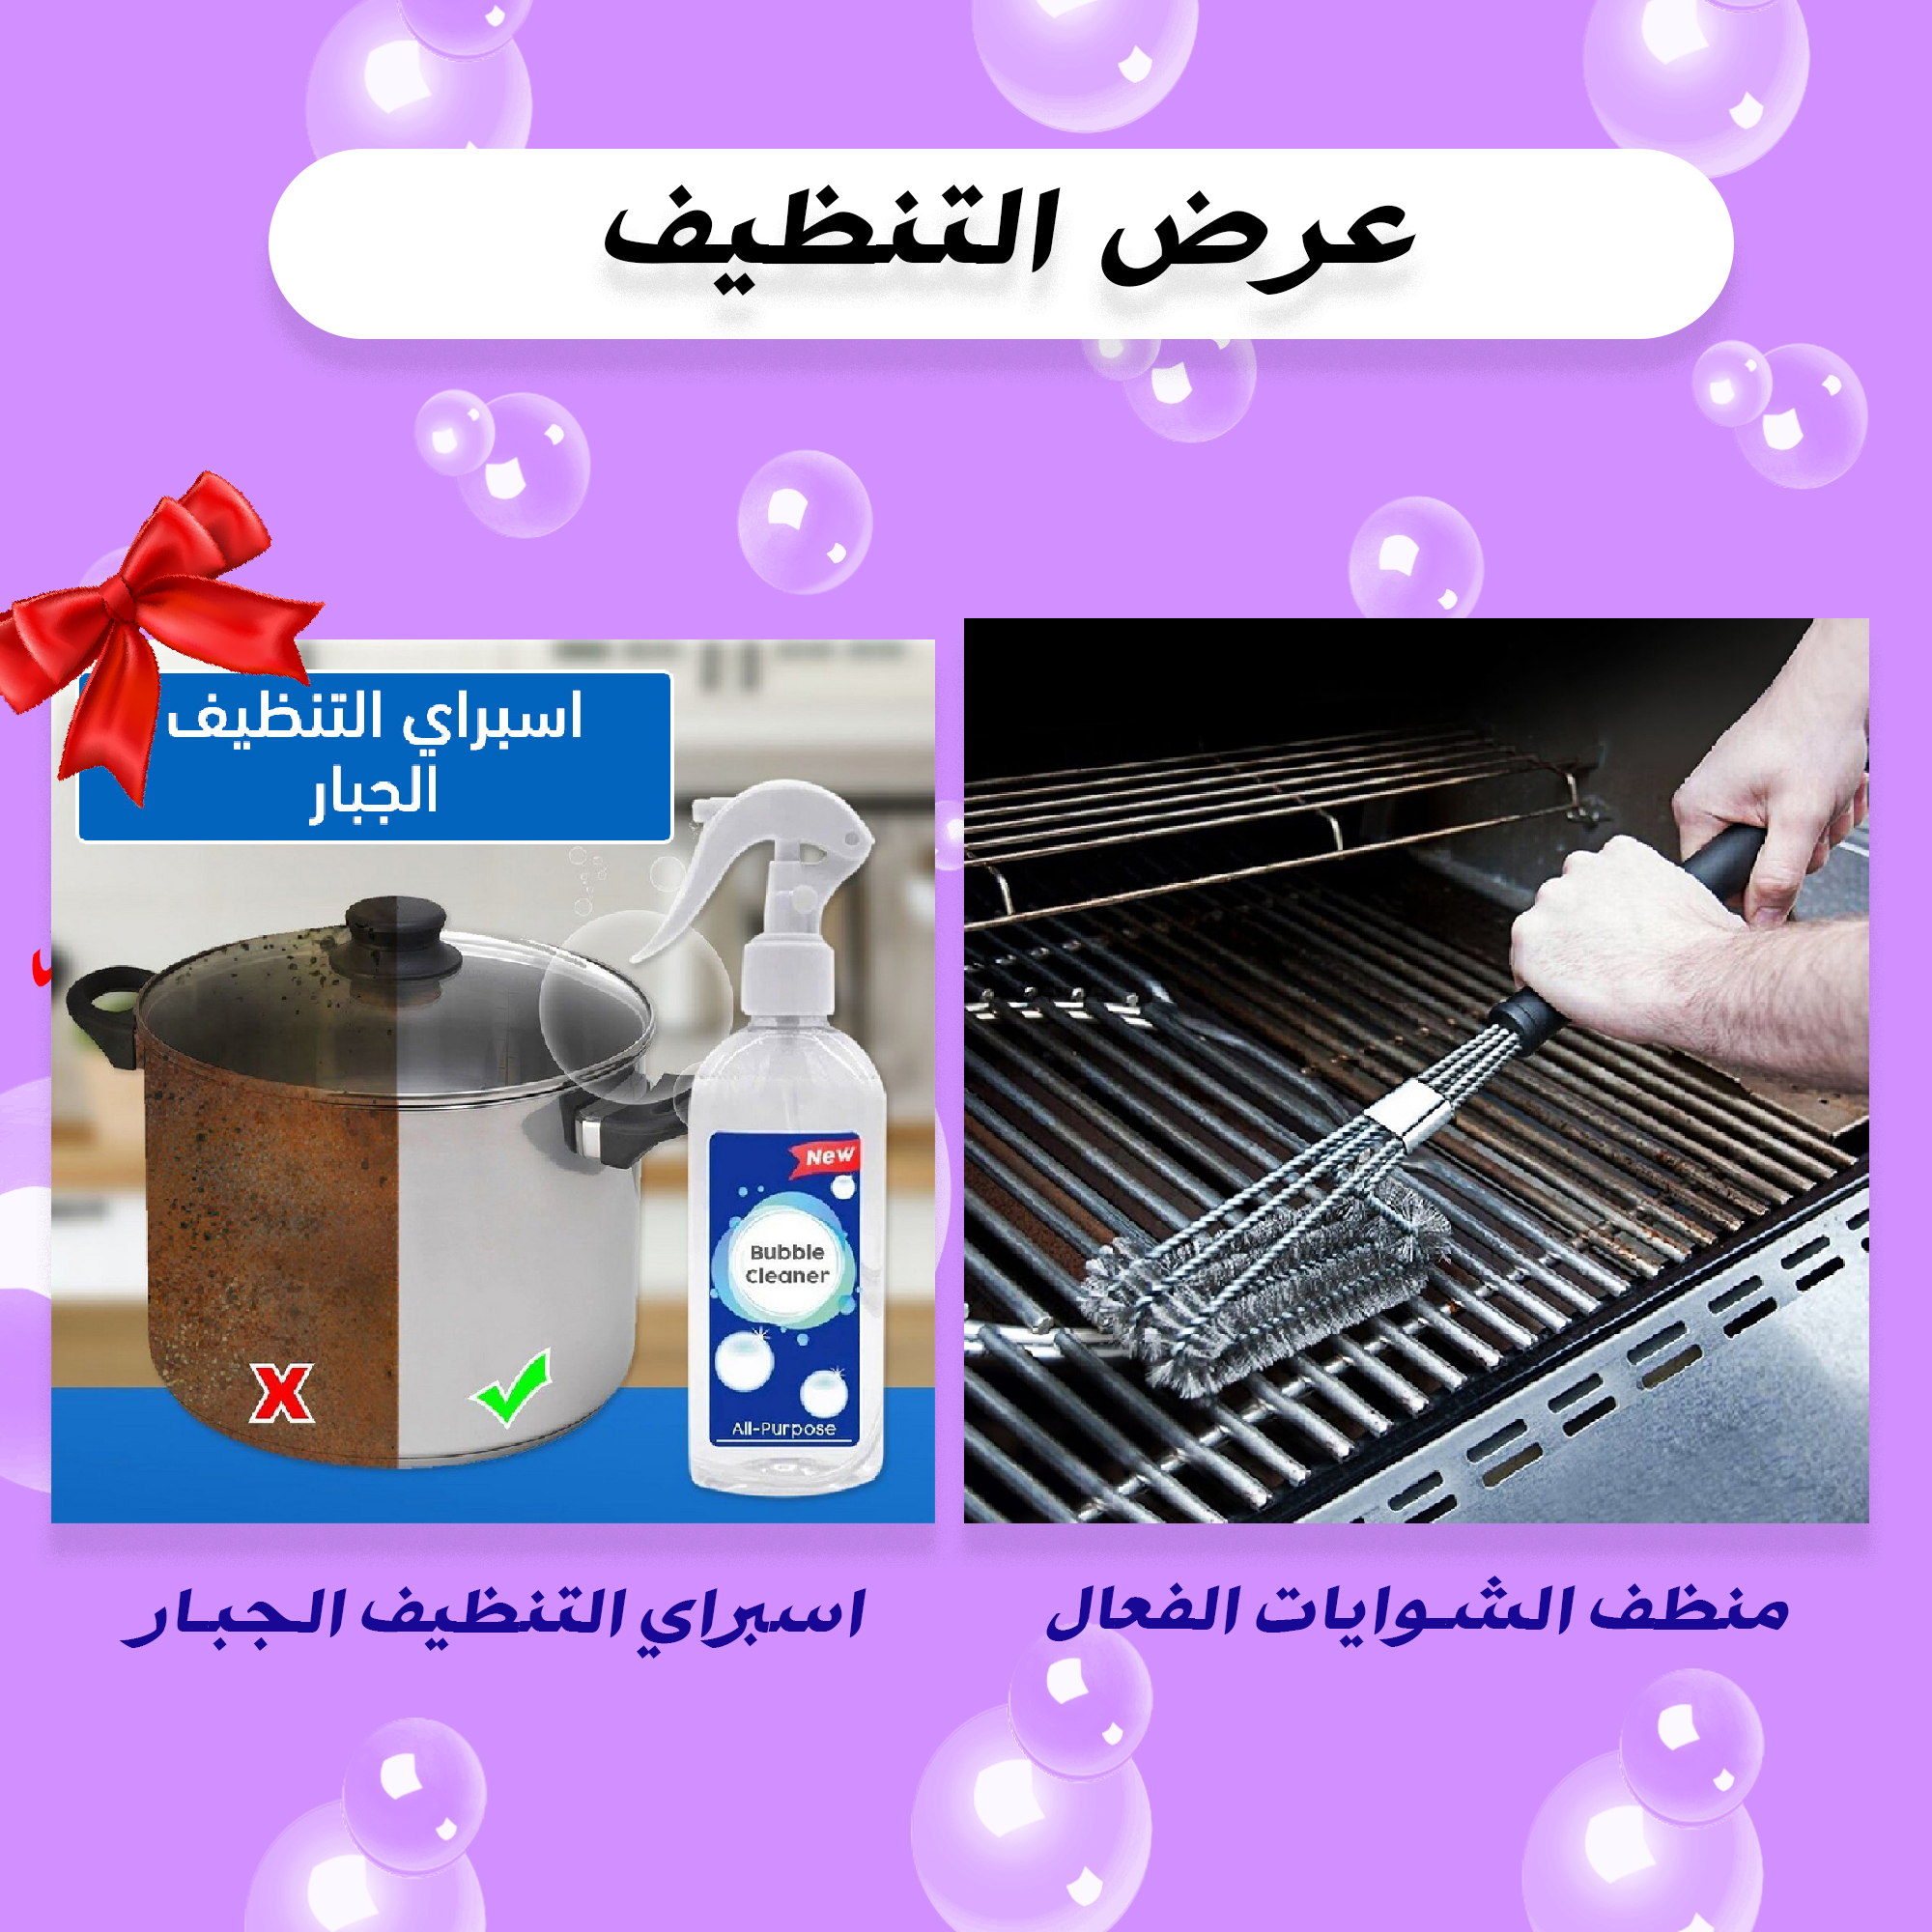 عرض التنظيف
اسبراي التنظيف
الجبار
New
Bubble
Cleaner
All-Purpose
X
منظف الشوايات الفعال
اسبراي التنظيف الجبار